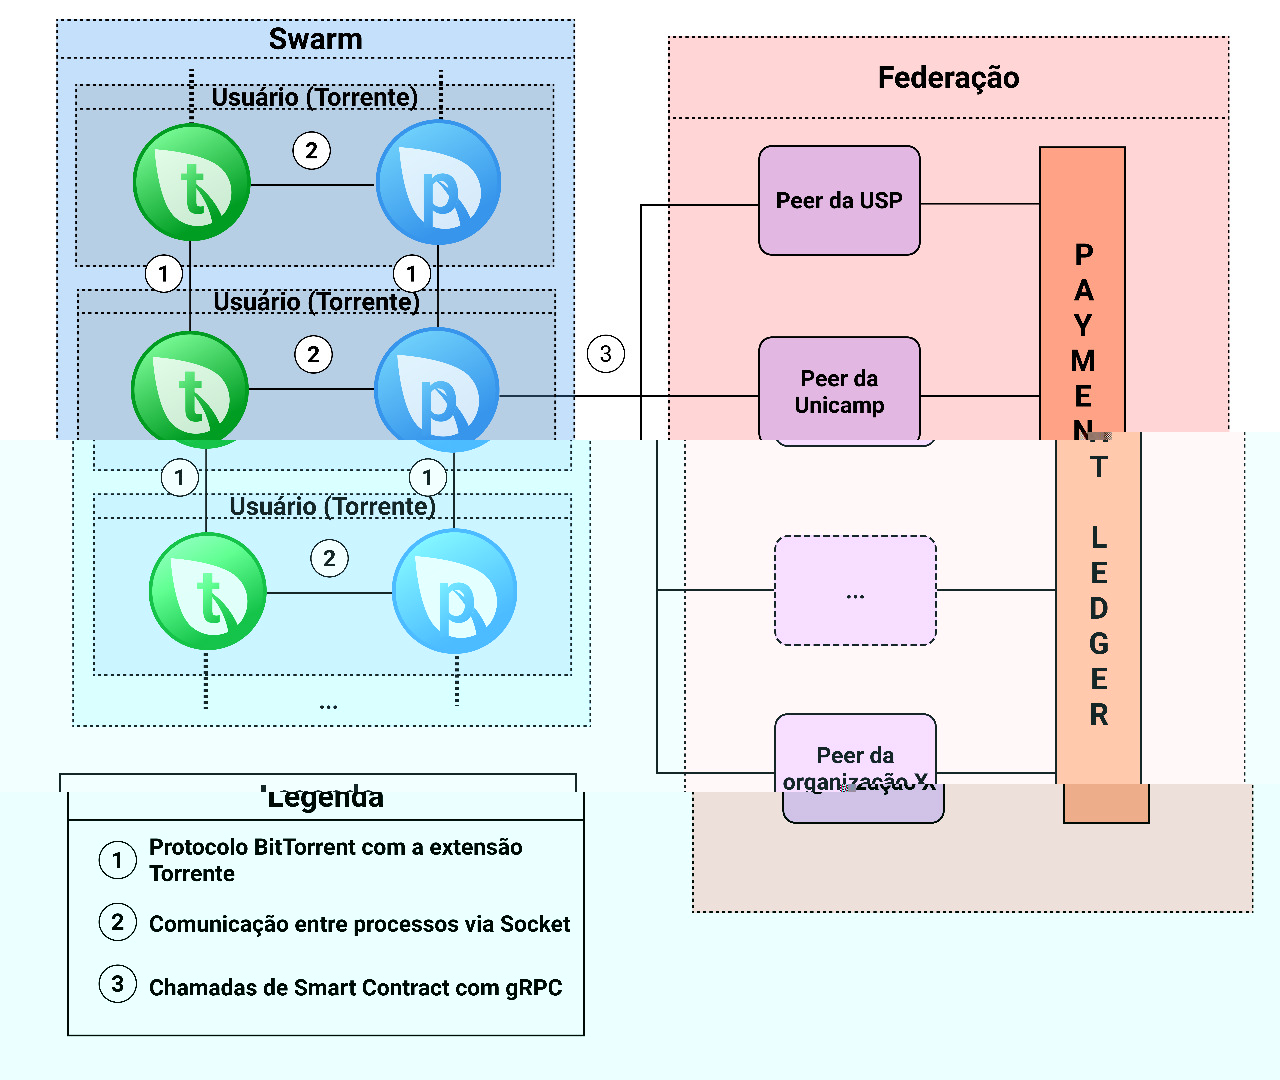 Swarm
Usuário (Torrente)
t
2
p
1
1
Usuário (Torrente)
t
2
p
1
1
Usuário (Torrente)
t
2
p
...
3
Federação
Peer da USP
Peer da
Unicamp
...
Peer da
organização X
PAYMENT LEDGER
Legenda
1 Protocolo BitTorrent com a extensão
Torrente
2 Comunicação entre processos via Socket
3 Chamadas de Smart Contract com gRPC